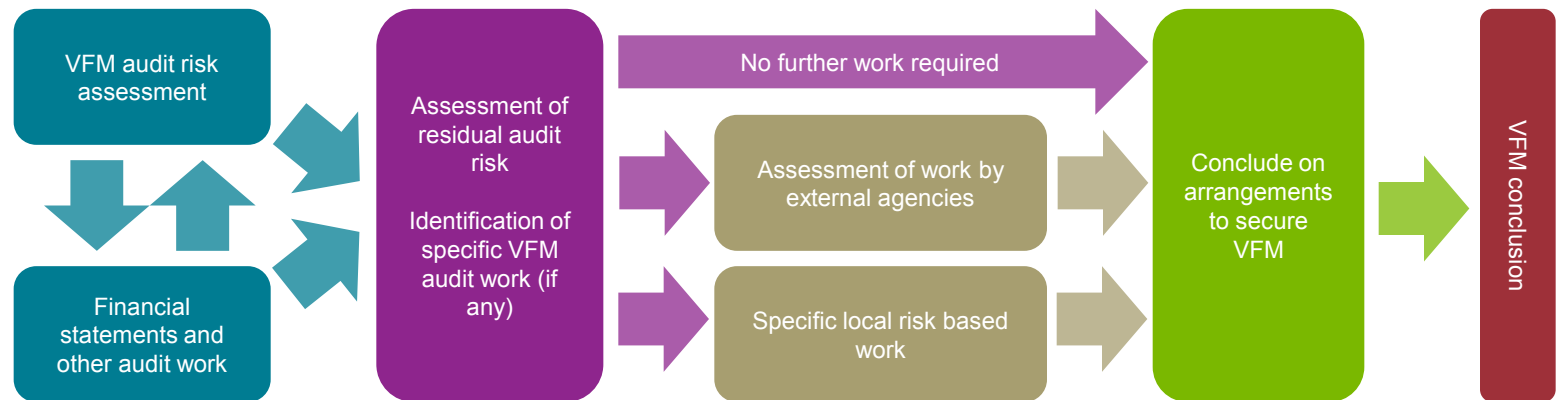 VFM audit risk
assessment
Financial
statements and
other audit work
Assessment of
residual audit
risk
Identification of
specific VFM
audit work (if
any)
No further work required
Assessment of work by
external agencies
Specific local risk based
work
Conclude on
arrangements
to secure
VFM
VFM conclusion